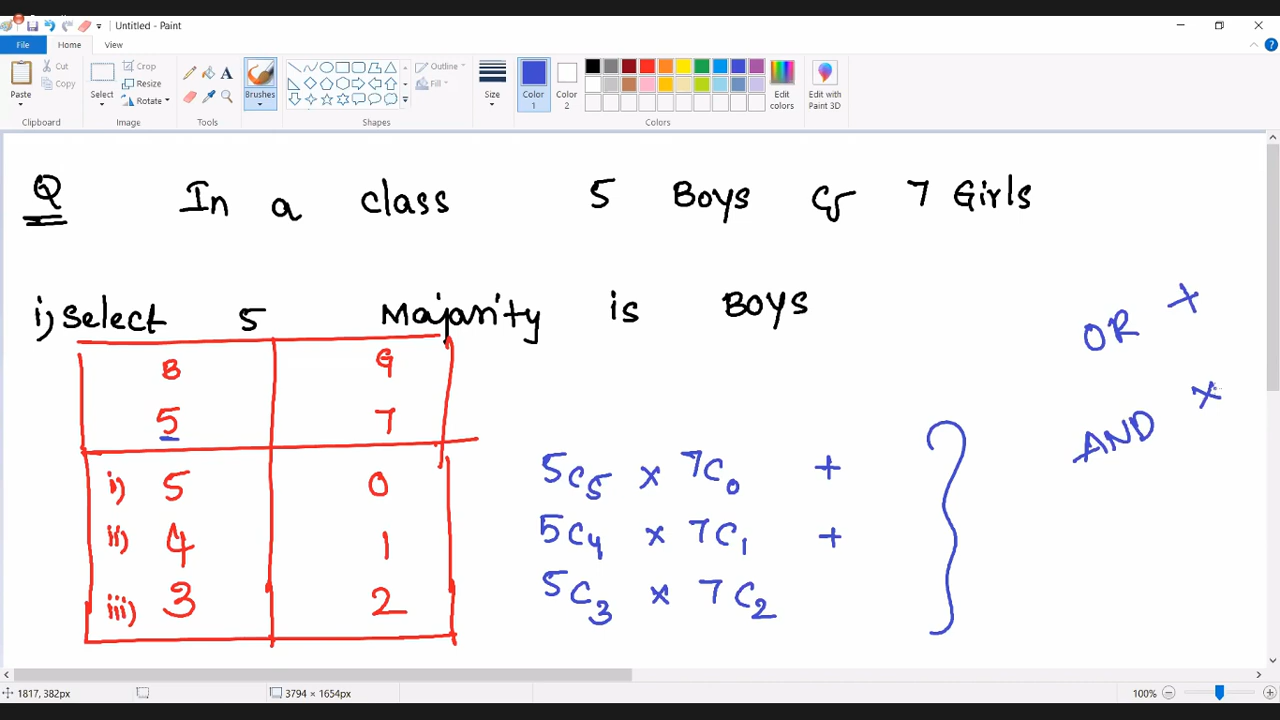 Untitled - Paint
File Home View
Paste
Cut
Copy
Clipboard
Select
Crop
Resize
Rotate
Image
Tools
Brushes
Shapes
Outline
Fill
Size
Color 1
Color 2
Edit colors
Colors
Edit with Paint 3D
Q In a class 5 Boys & 7 Girls
i) Select 5 Majarity is Boys
OR +
AND ×
B G
5 7
i) 5 0 5C5 × 7C0 +
ii) 4 1 5C4 × 7C1 +
iii) 3 2 5C3 × 7C2
1817, 382px 3794 × 1654px 100%